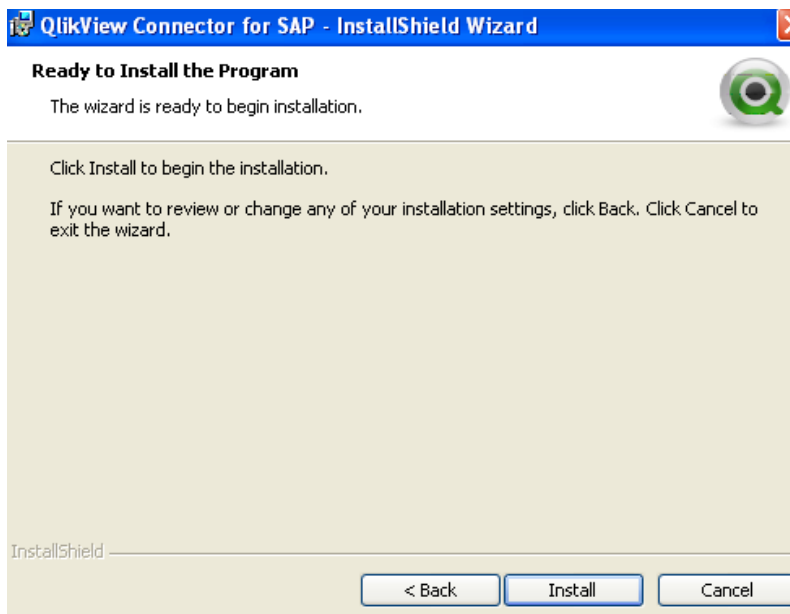 QlikView Connector for SAP - InstallShield Wizard
Ready to Install the Program
The wizard is ready to begin installation.
Click Install to begin the installation.
If you want to review or change any of your installation settings, click Back. Click Cancel to
exit the wizard.
InstallShield
< Back Install Cancel